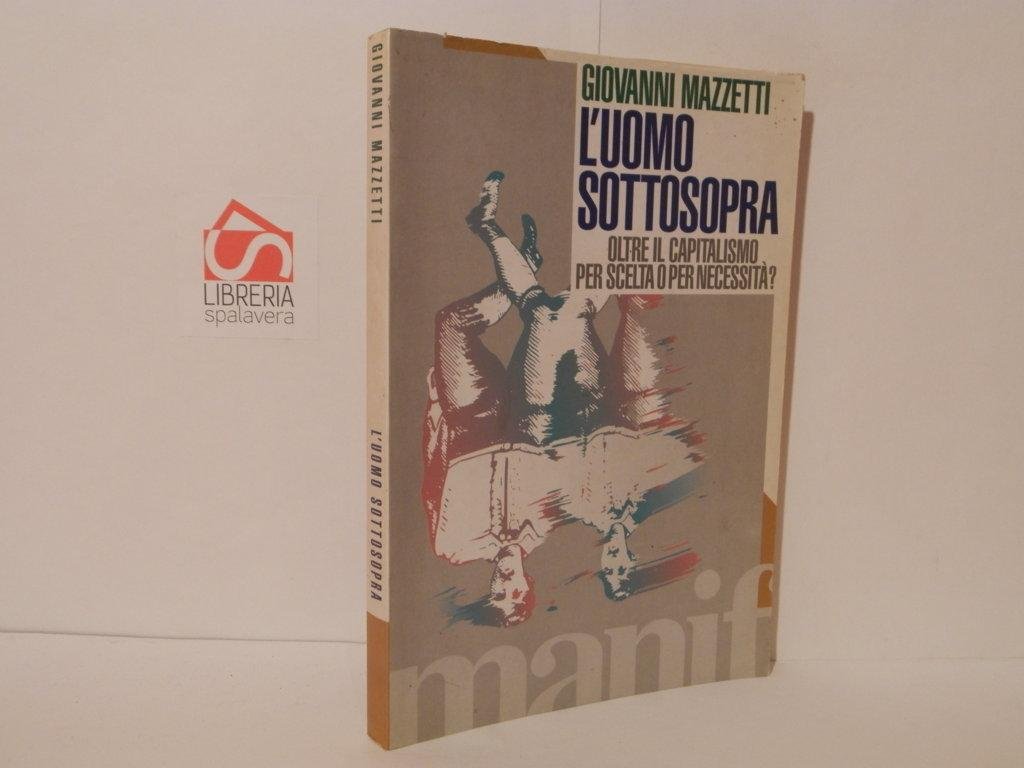 GIOVANNI MAZZETTI
L'UOMO SOTTOSOPRA
GIOVANNI MAZZETTI
L'UOMO
SOTTOSOPRA
OLTRE IL CAPITALISMO
PER SCELTA O PER NECESSITÀ?
manif
LIBRERIA
spalavera